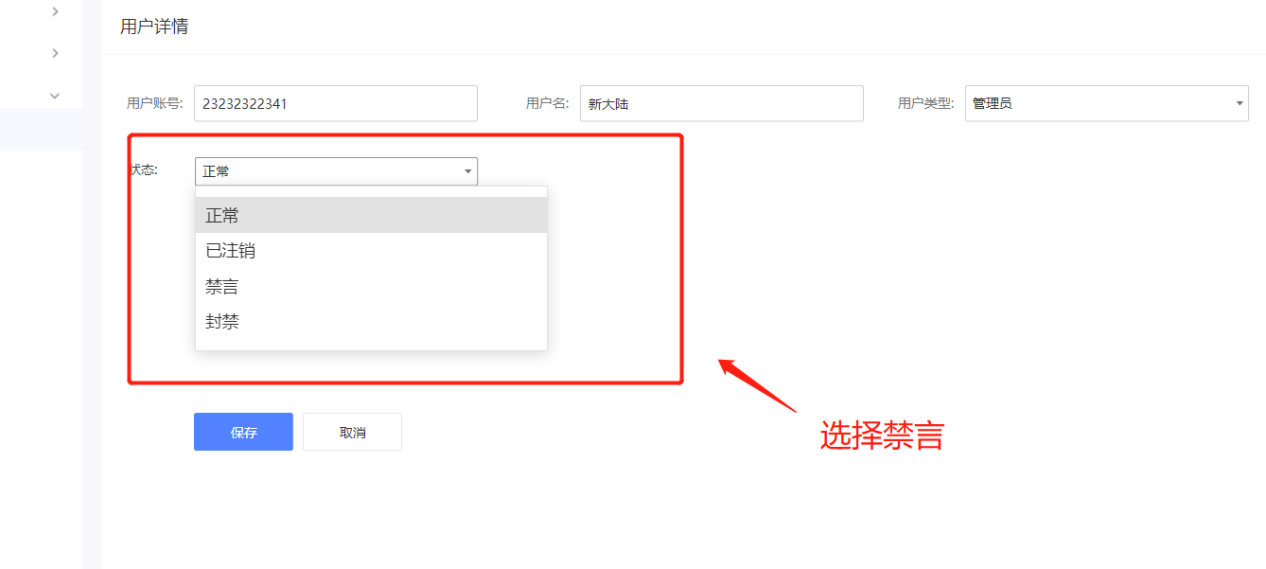 用户详情
用户账号: 23232322341 用户名: 新大陆 用户类型: 管理员
状态: 正常
正常
已注销
禁言
封禁
保存 取消
选择禁言